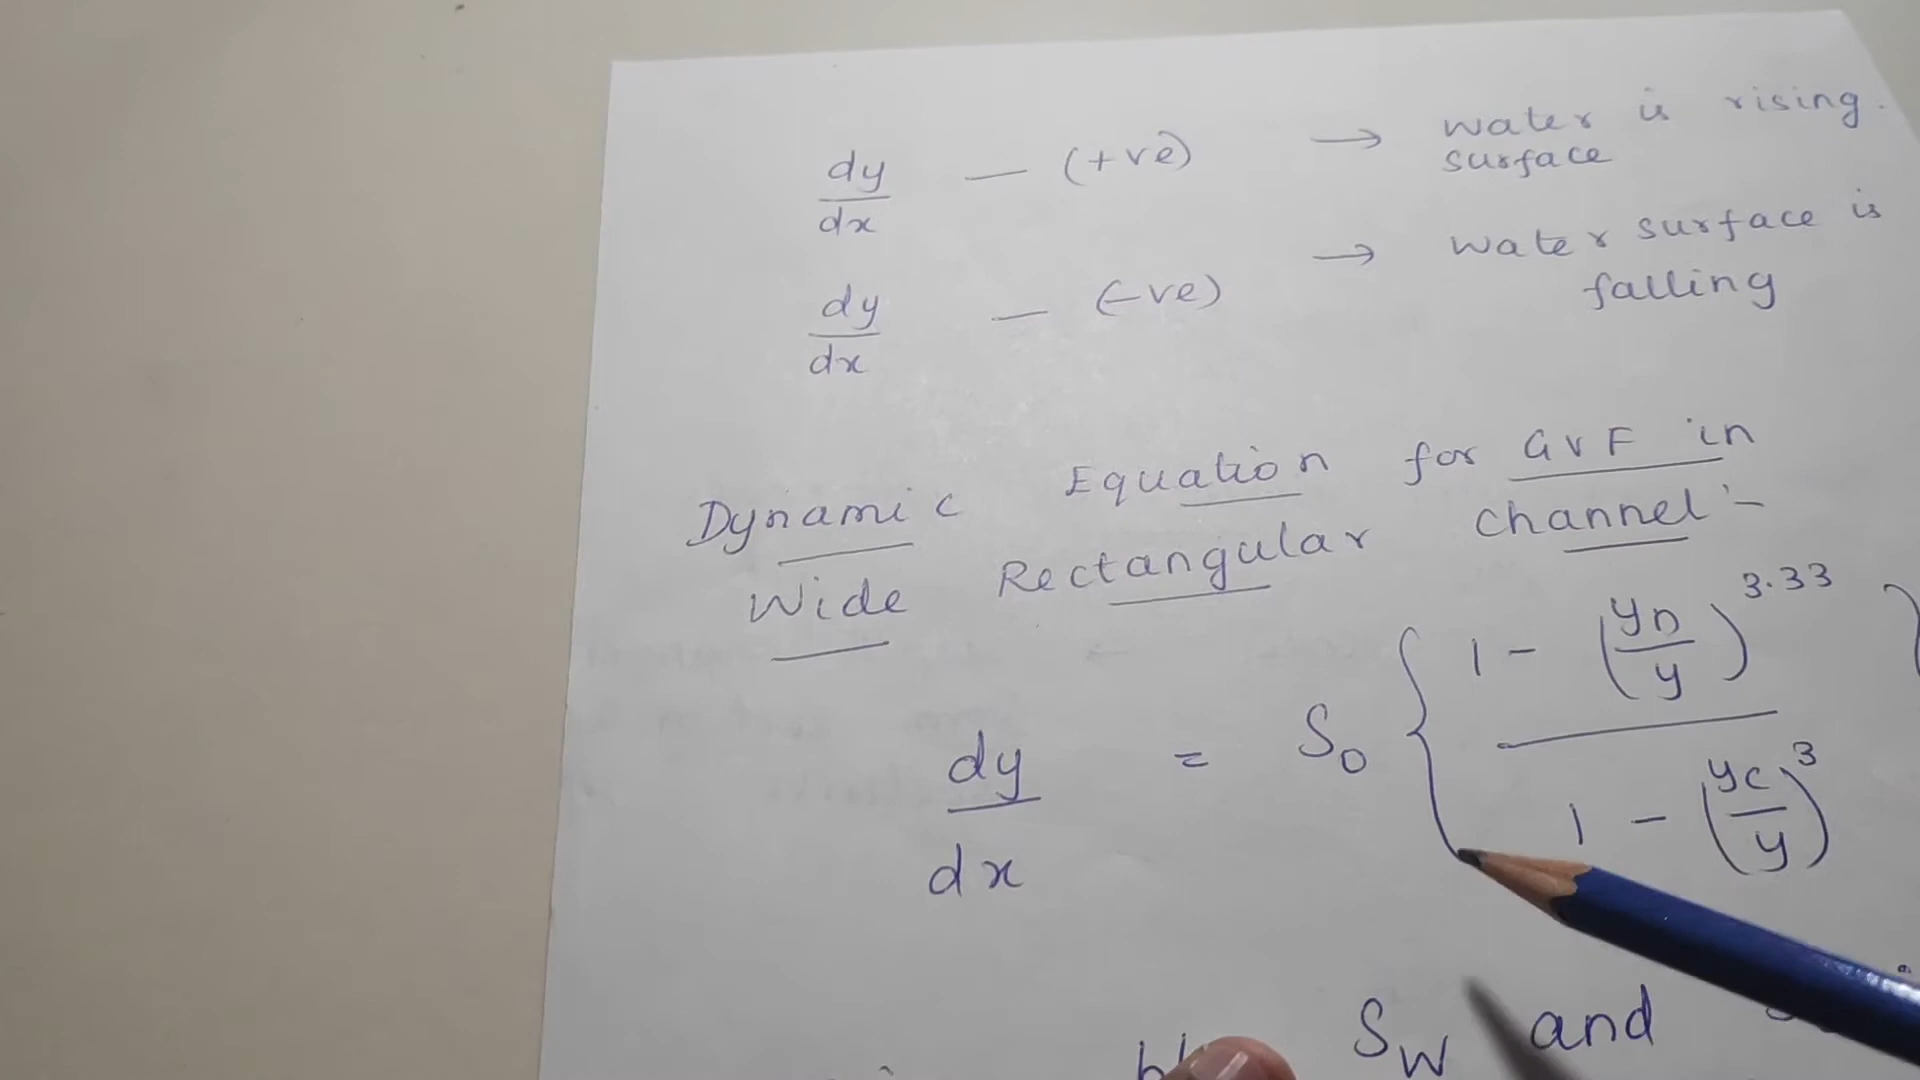 dy/dx — (+ve) → water is rising.
surface
dy/dx — (-ve) → water surface is
falling
Dynamic Equation for GVF in
Wide Rectangular channel :-
dy/dx = S₀ { 1 - (yn/y)^3.33 / 1 - (yc/y)^3 }
Sw and